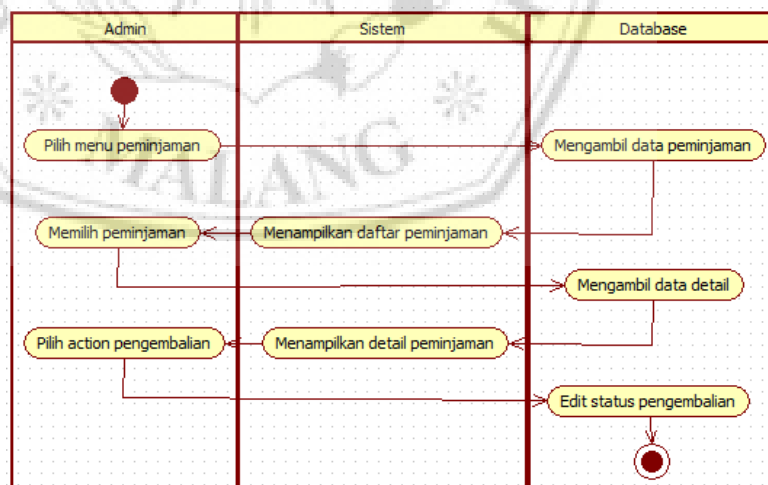 Admin
Sistem
Database
Pilih menu peminjaman
Mengambil data peminjaman
MALANG
Memilih peminjaman
Menampilkan daftar peminjaman
Mengambil data detail
Pilih action pengembalian
Menampilkan detail peminjaman
Edit status pengembalian